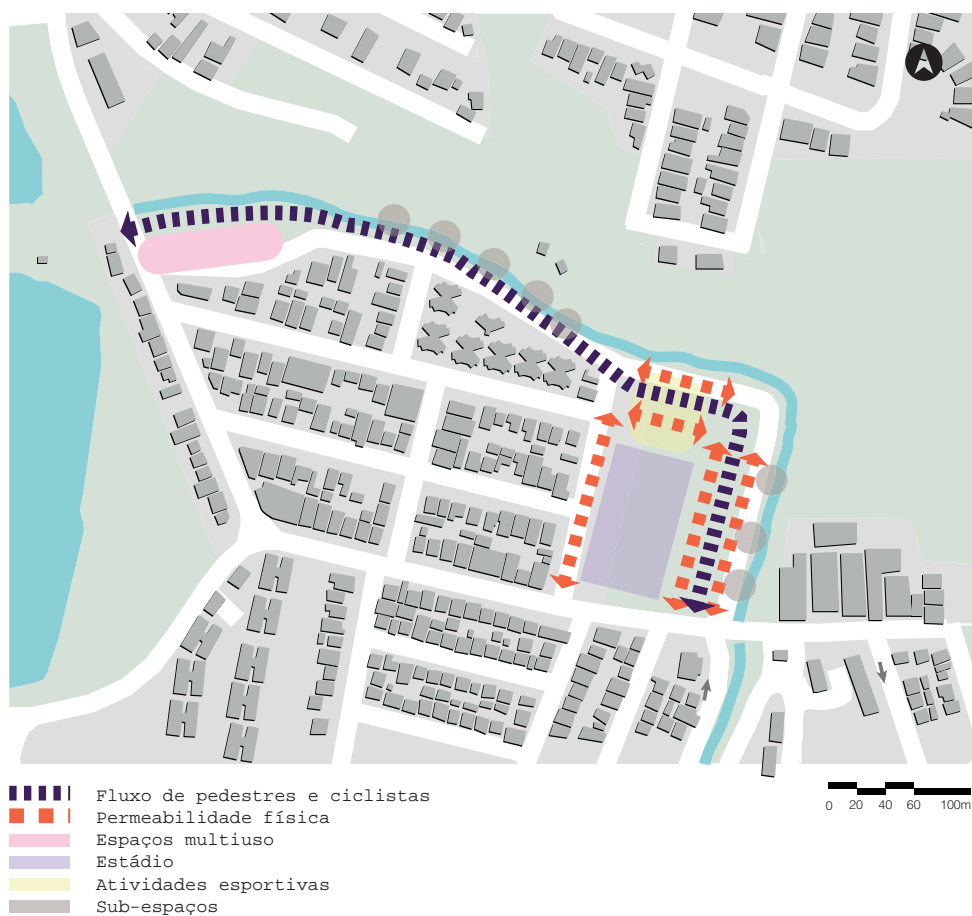 Fluxo de pedestres e ciclistas
Permeabilidade física
Espaços multiuso
Estádio
Atividades esportivas
Sub-espaços
0 20 40 60 100m